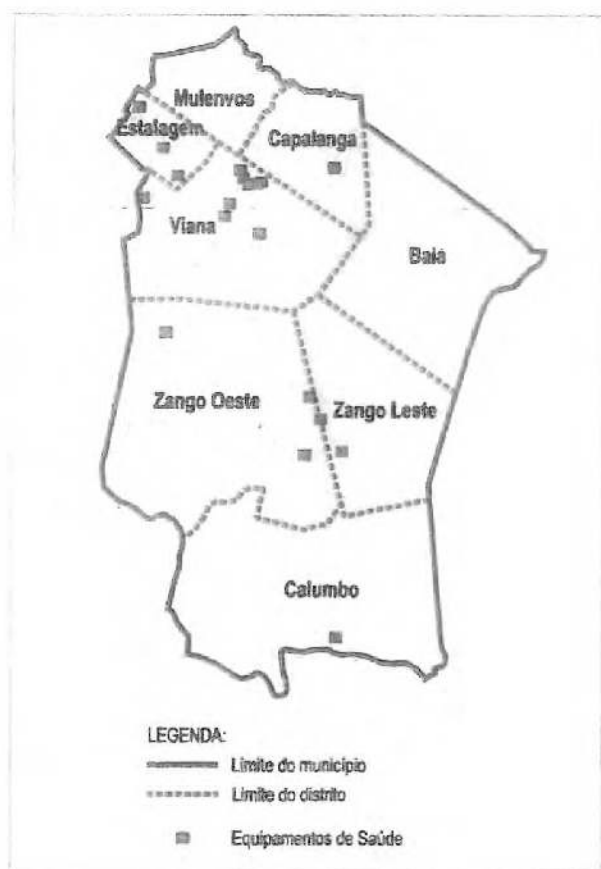 Mulenvos
Estalagem
Capalanga
Viana
Baia
Zango Oeste
Zango Leste
Calumbo
LEGENDA:
Limite do município
Limite do distrito
Equipamentos de Saúde